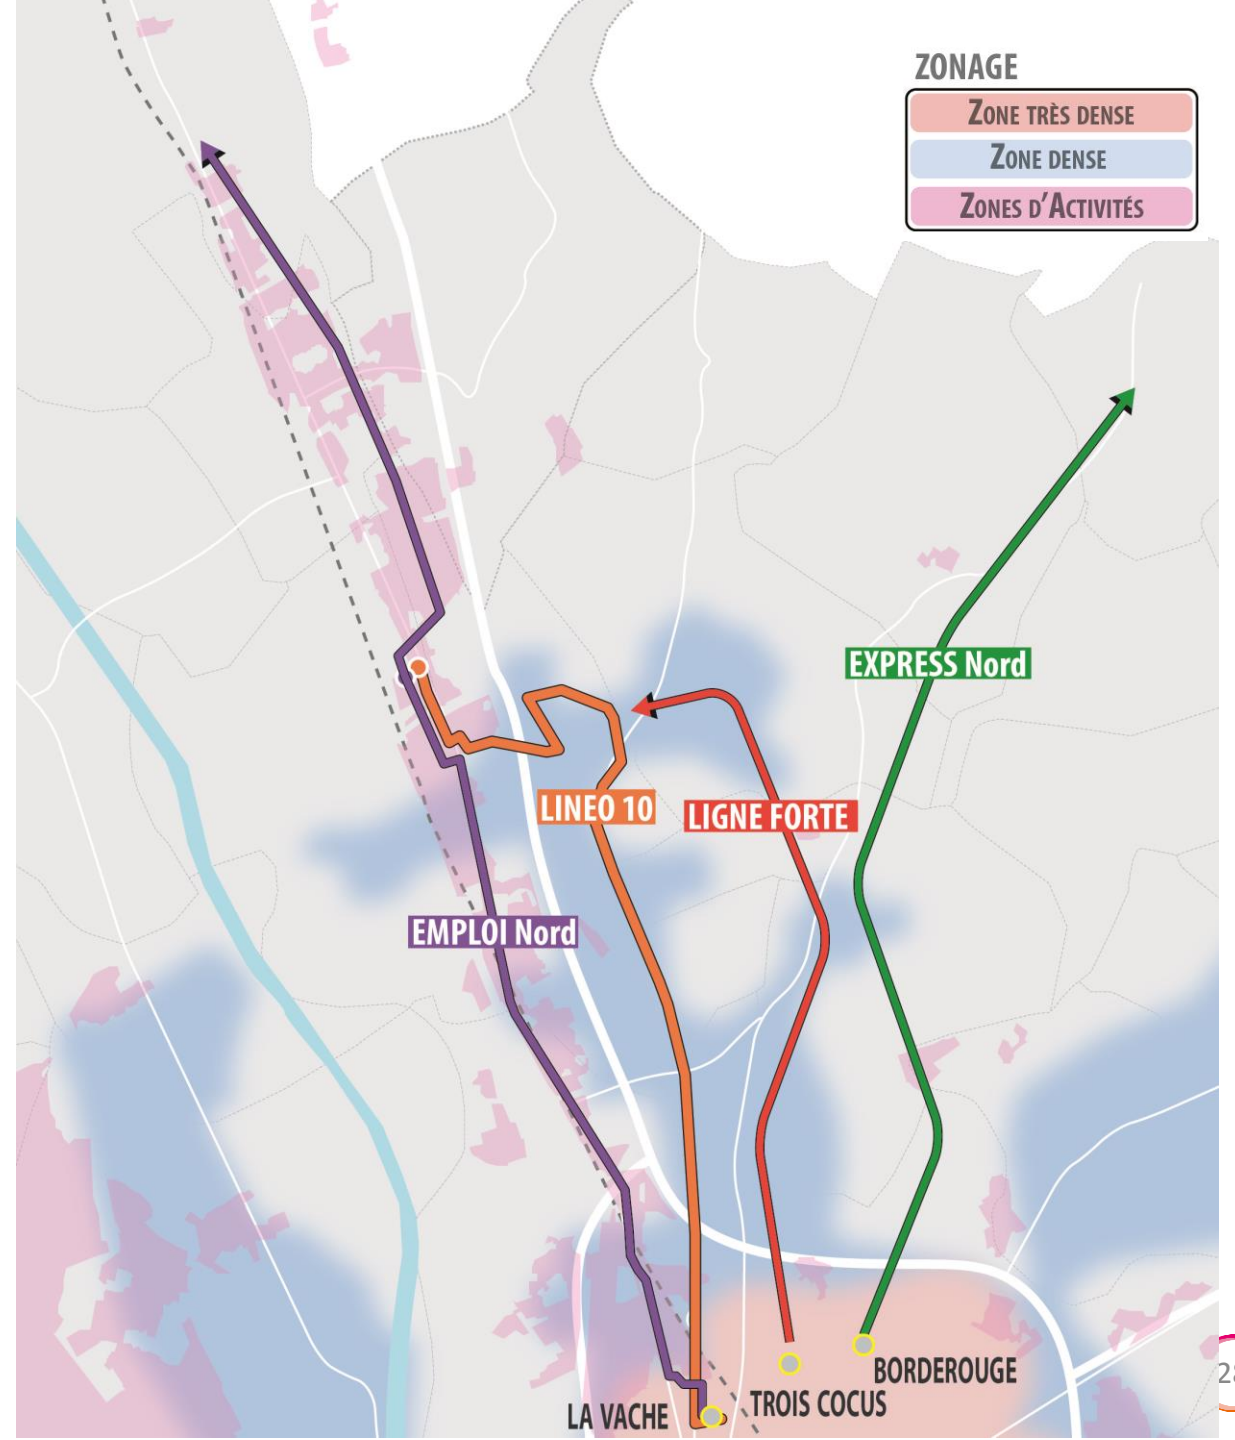 ZONAGE
ZONE TRÈS DENSE
ZONE DENSE
ZONES D'ACTIVITÉS
EXPRESS Nord
LINEO 10
LIGNE FORTE
EMPLOI Nord
BORDEROUGE
TROIS COCUS
LA VACHE